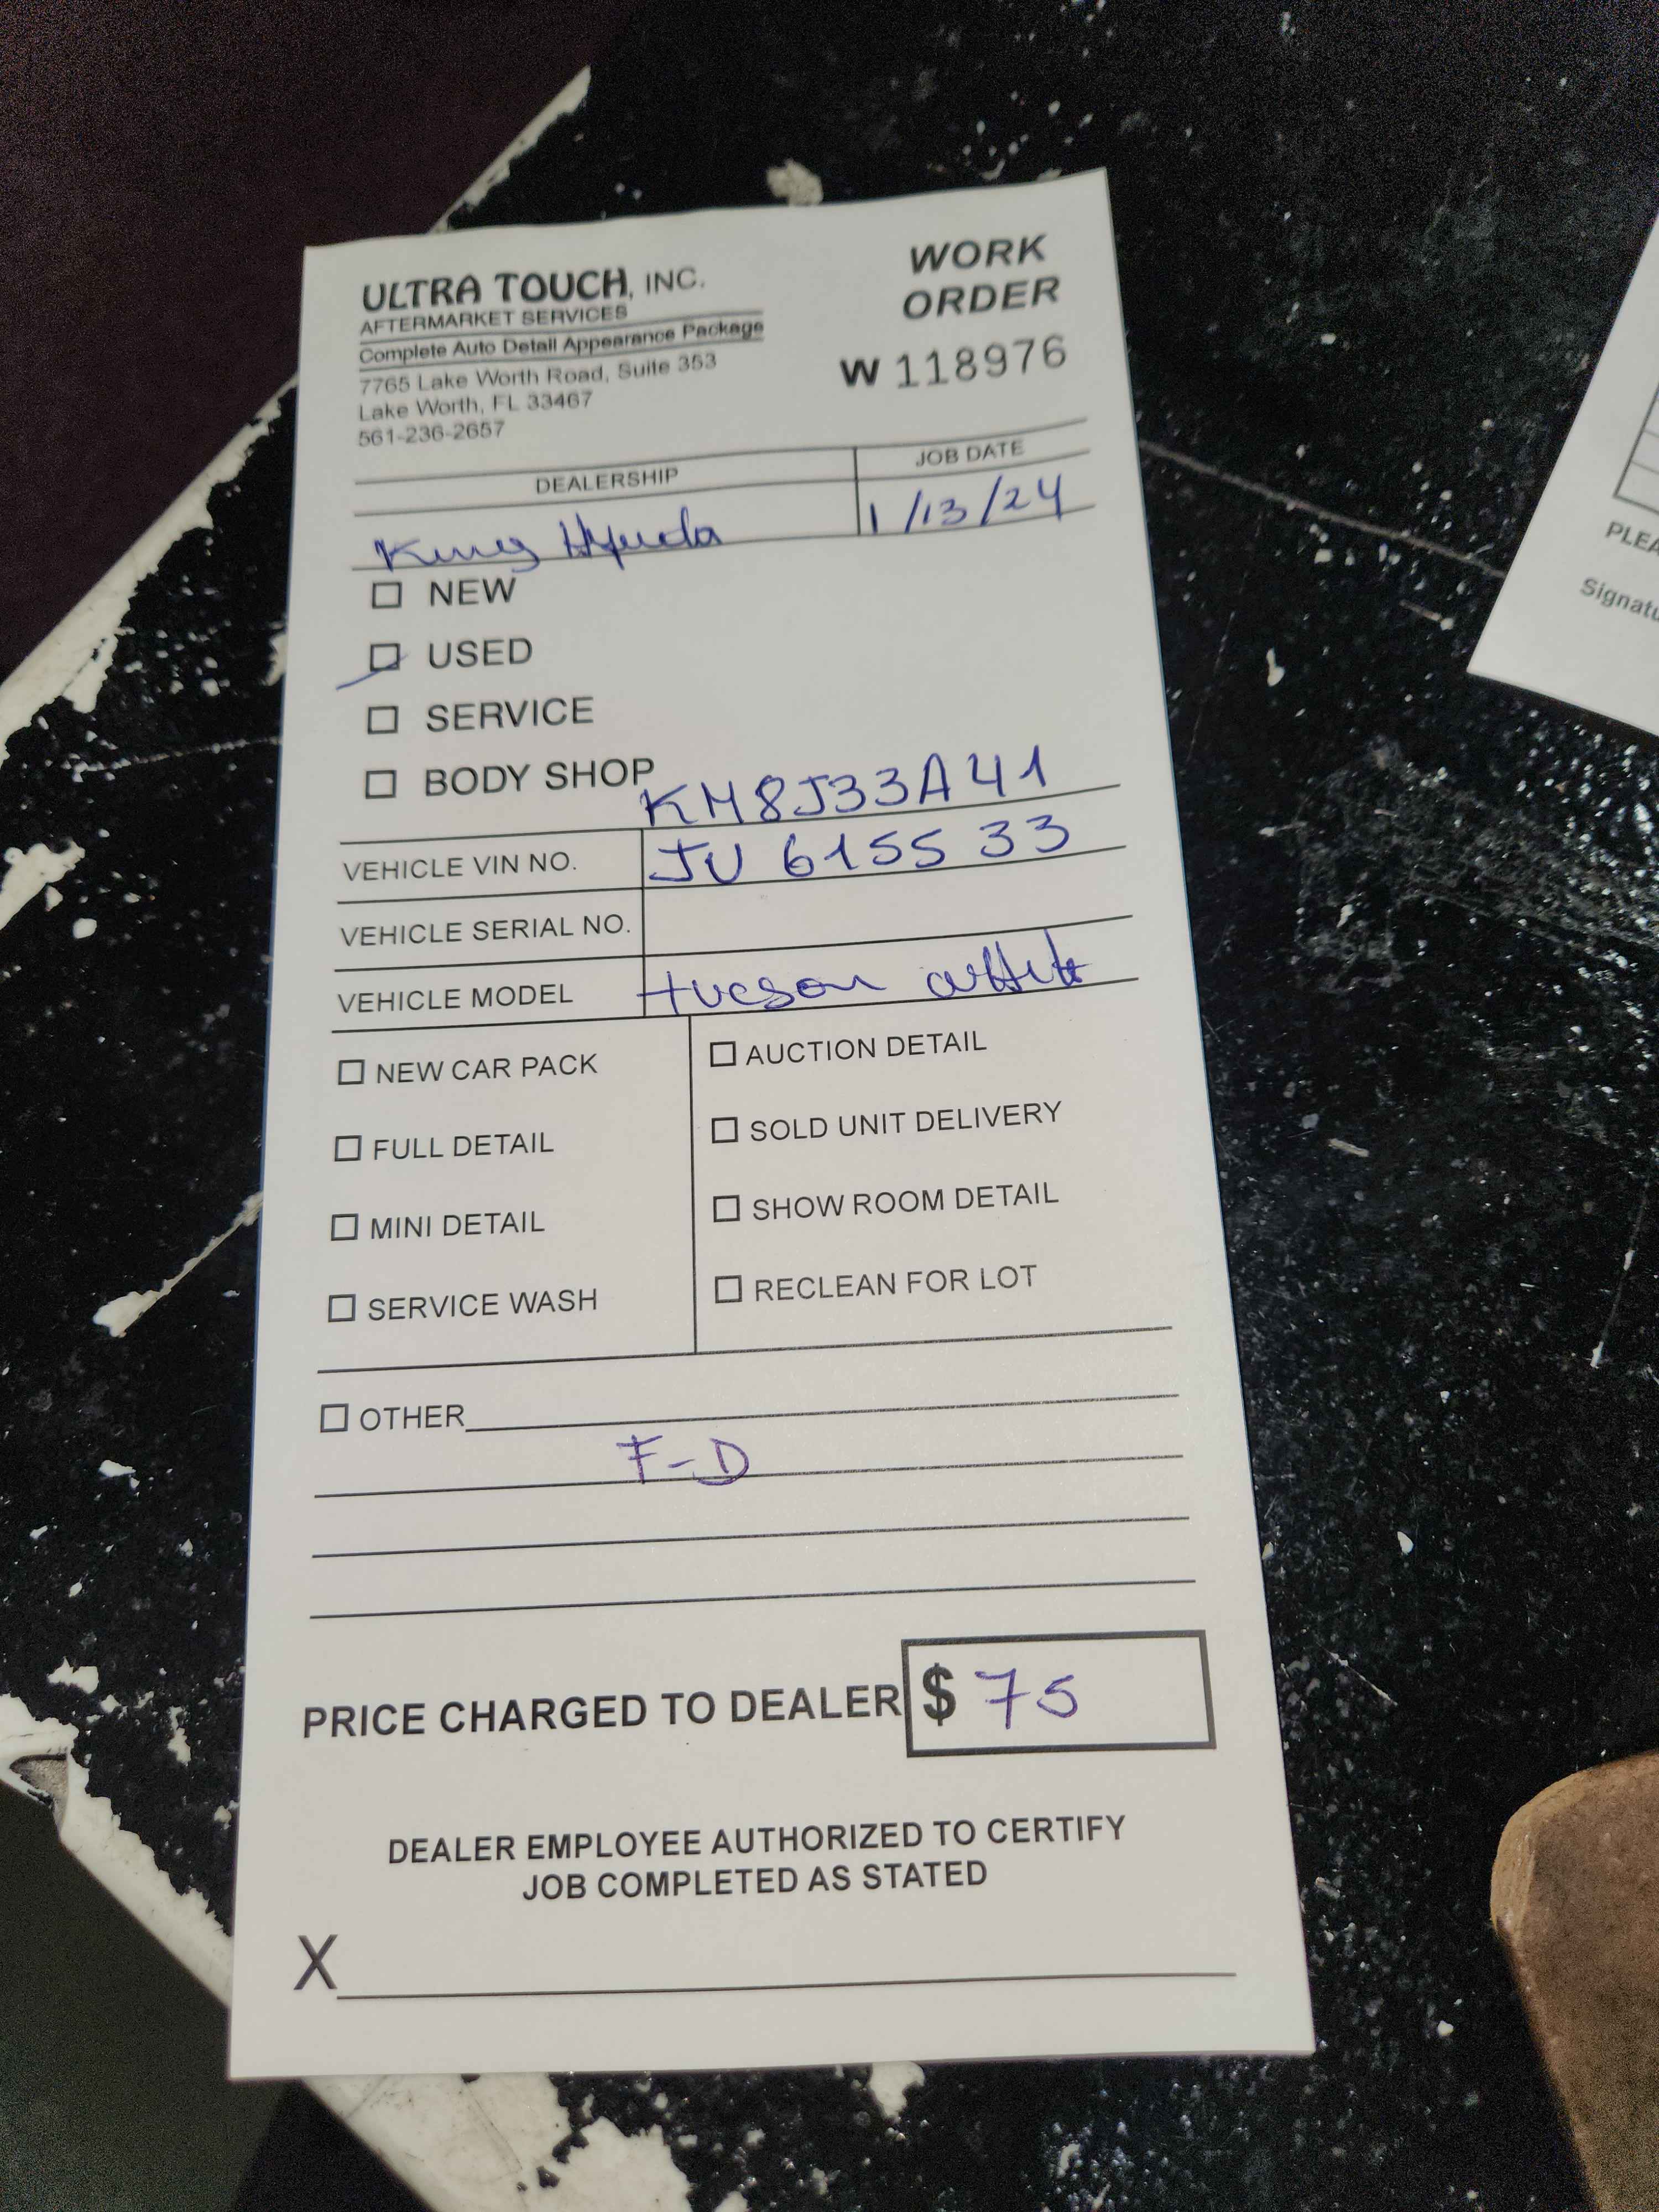 ULTRA TOUCH, INC.
AFTERMARKET SERVICES
Complete Auto Detail Appearance Package
7765 Lake Worth Road, Suite 353
Lake Worth, FL 33467
561-236-2657
WORK
ORDER
W 118976
DEALERSHIP
JOB DATE
King
1/13/24
NEW
USED
SERVICE
BODY SHOP
KM8J33A41
VEHICLE VIN NO.
JU 615533
VEHICLE SERIAL NO.
VEHICLE MODEL
tucson
NEW CAR PACK
FULL DETAIL
MINI DETAIL
SERVICE WASH
AUCTION DETAIL
SOLD UNIT DELIVERY
SHOW ROOM DETAIL
RECLEAN FOR LOT
OTHER
F-D
PRICE CHARGED TO DEALER $ 75
DEALER EMPLOYEE AUTHORIZED TO CERTIFY
JOB COMPLETED AS STATED
X
PLEA
Signatu